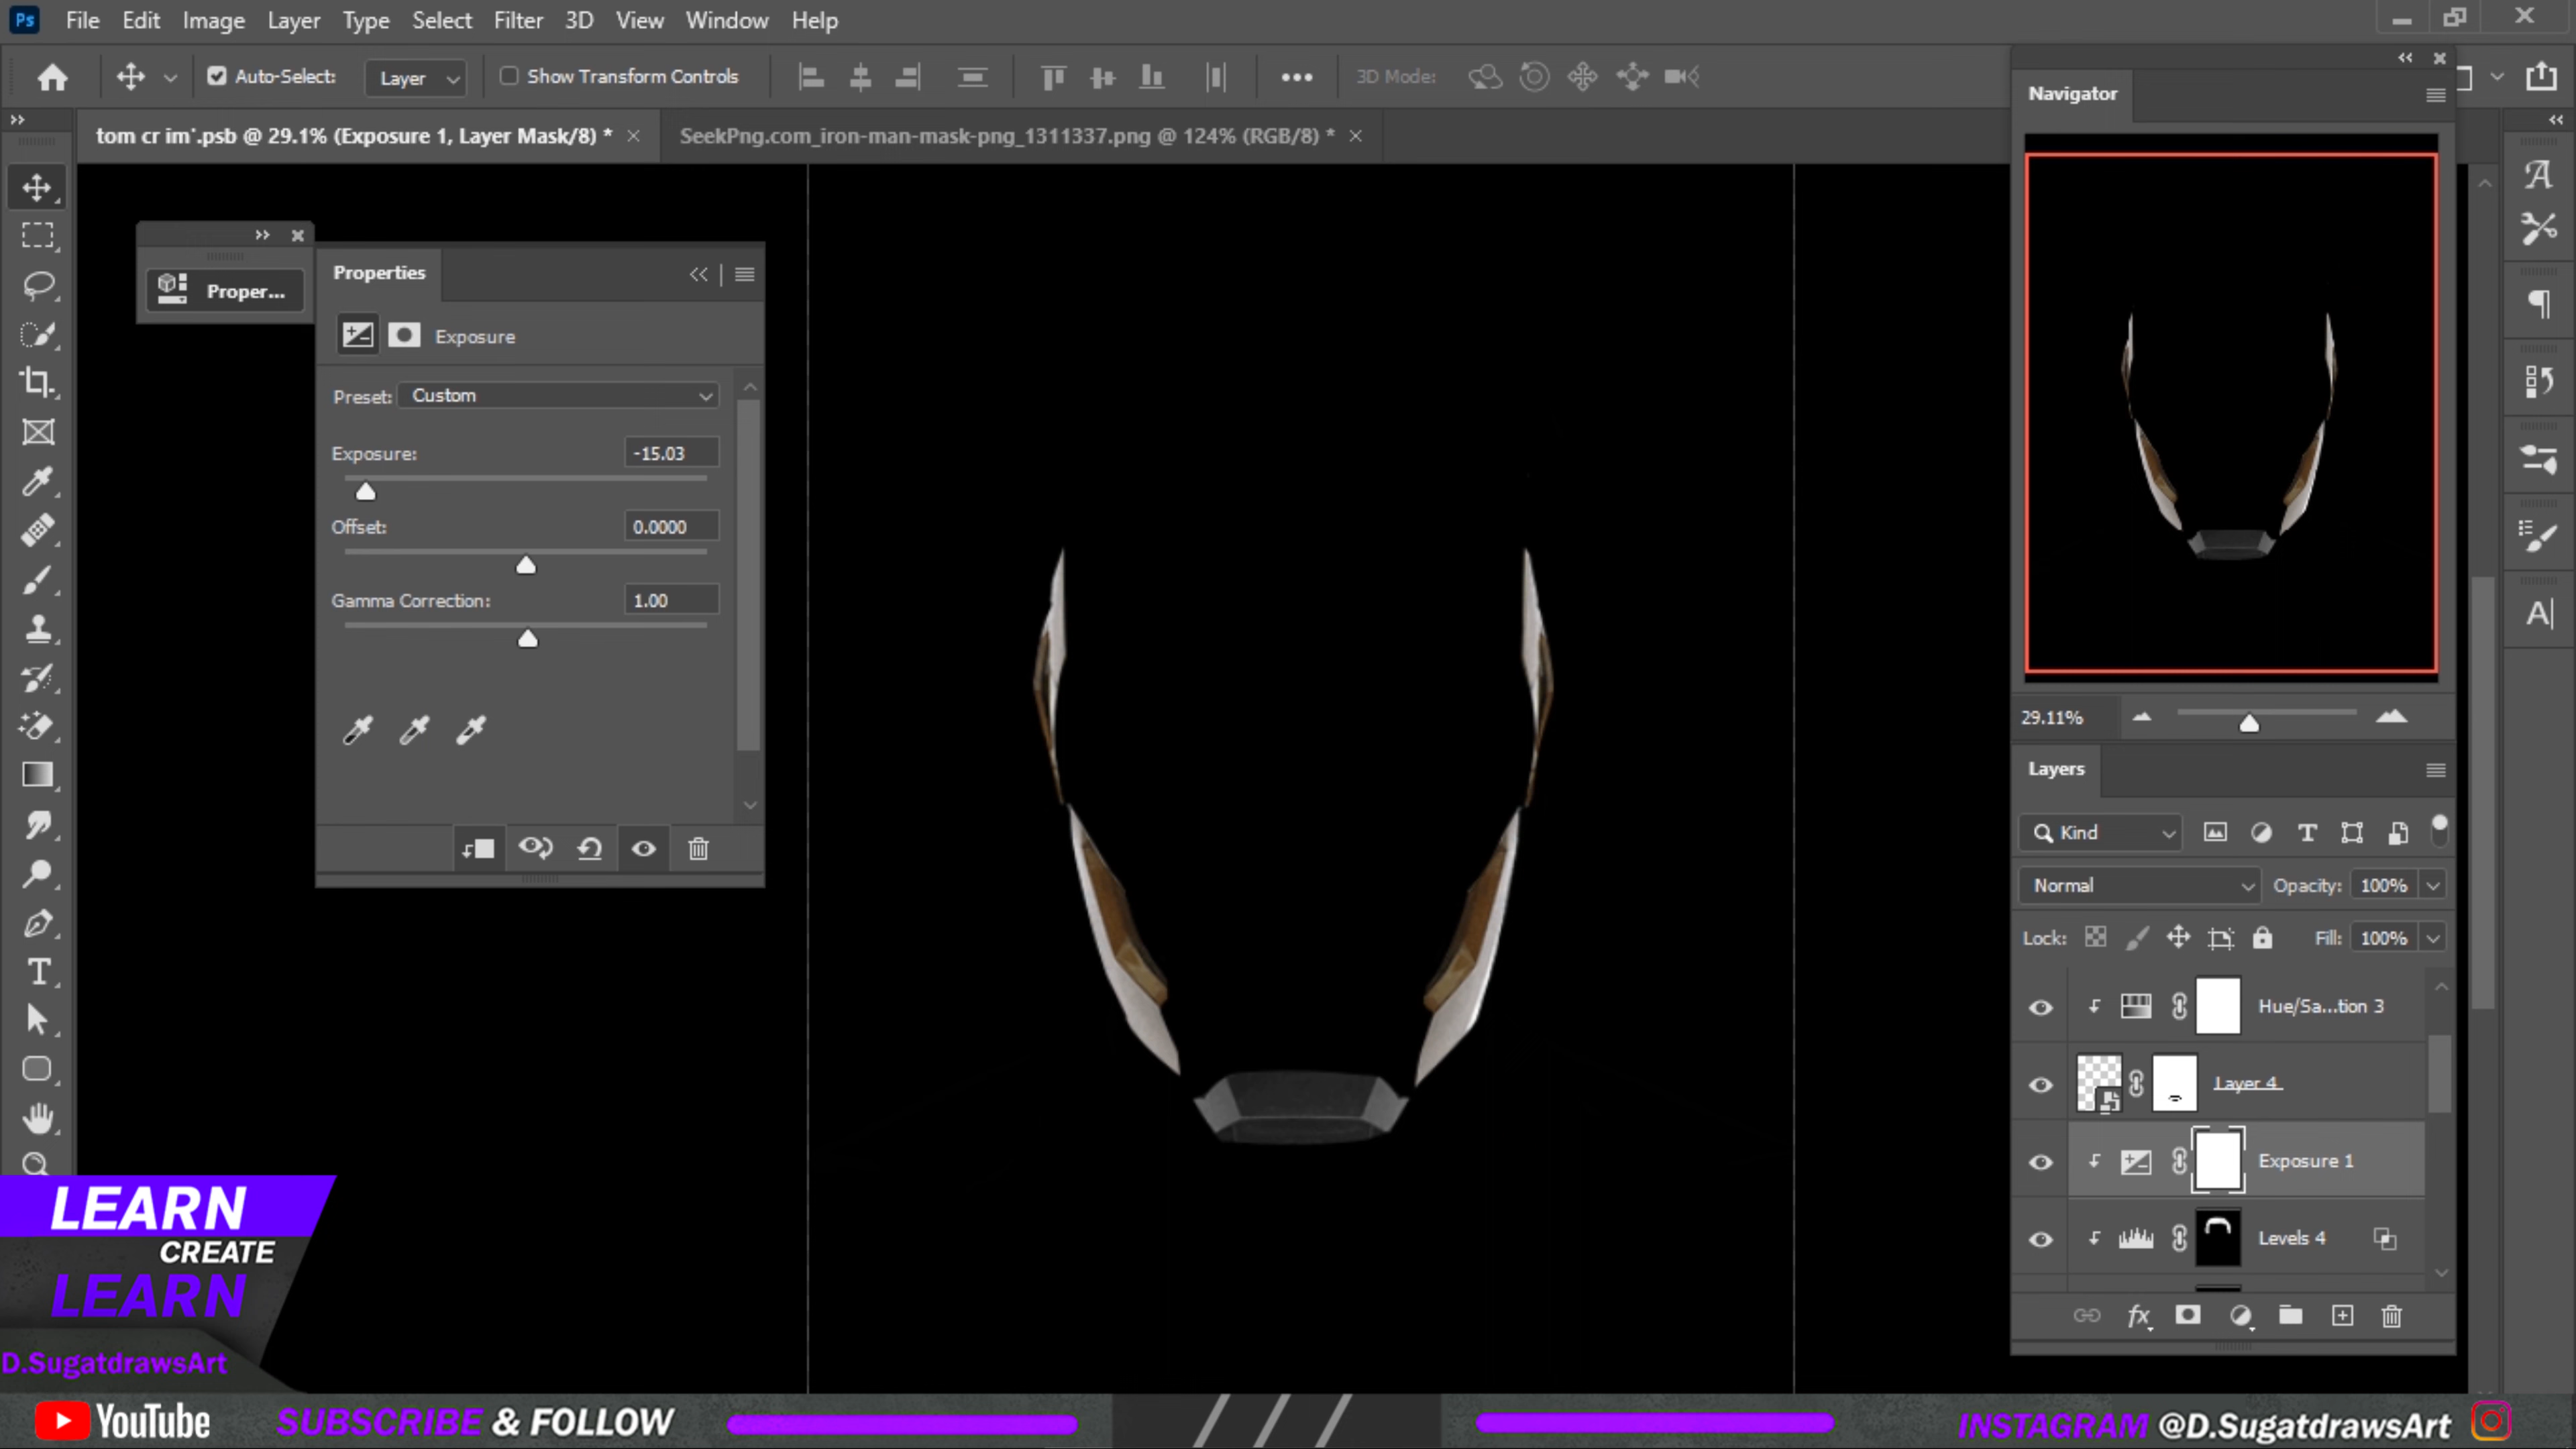 Ps File Edit Image Layer Type Select Filter 3D View Window Help
Auto-Select: Layer Show Transform Controls 3D Mode:
tom cr im'.psb @ 29.1% (Exposure 1, Layer Mask/8) * SeekPng.com_iron-man-mask-png_1311337.png @ 124% (RGB/8) *
Proper...
Properties
Exposure
Preset: Custom
Exposure: -15.03
Offset: 0.0000
Gamma Correction: 1.00
Navigator
29.11%
Layers
Kind
Normal Opacity: 100%
Lock: Fill: 100%
Hue/Sa...tion 3
Layer 4
Exposure 1
Levels 4
LEARN
CREATE
LEARN
D.SugatdrawsArt
YouTube SUBSCRIBE & FOLLOW INSTAGRAM @D.SugatdrawsArt